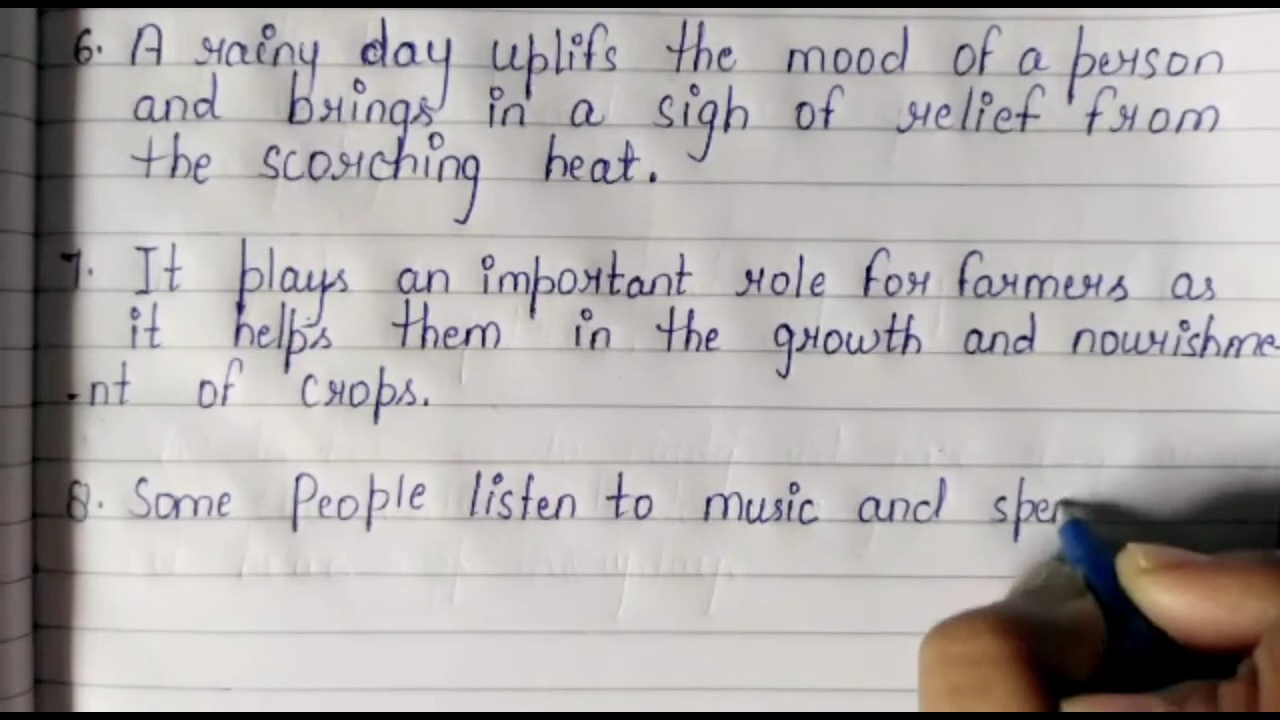 6. A rainy day uplifs the mood of a person
and brings in a sigh of relief from
the scorching heat.
7. It plays an important role for farmers as
it helps them in the growth and nourishme
-nt of crops.
8. Some People listen to music and spen